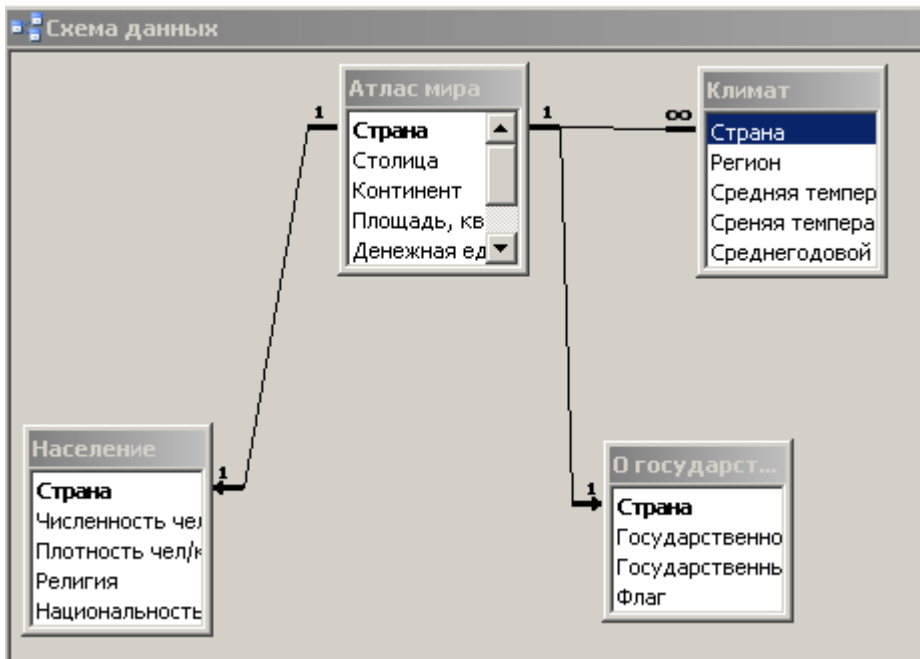 Схема данных
Атлас мира
Страна
Столица
Континент
Площадь, кв
Денежная ед
1
1
∞
Климат
Страна
Регион
Средняя темпер
Среняя темпера
Среднегодовой
Население
Страна
Численность чел
Плотность чел/к
Религия
Национальность
1
1
О государст...
Страна
Государственно
Государственны
Флаг